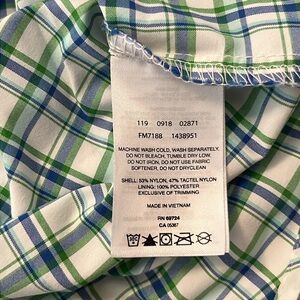 119 0918 02871
FM7188 1438951
MACHINE WASH COLD, WASH SEPARATELY,
DO NOT BLEACH, TUMBLE DRY LOW,
DO NOT IRON, DO NOT USE FABRIC
SOFTENER, DO NOT DRYCLEAN
SHELL: 53% NYLON, 47% TACTEL NYLON
LINING: 100% POLYESTER
EXCLUSIVE OF TRIMMING
MADE IN VIETNAM
RN 69724
CA 05367